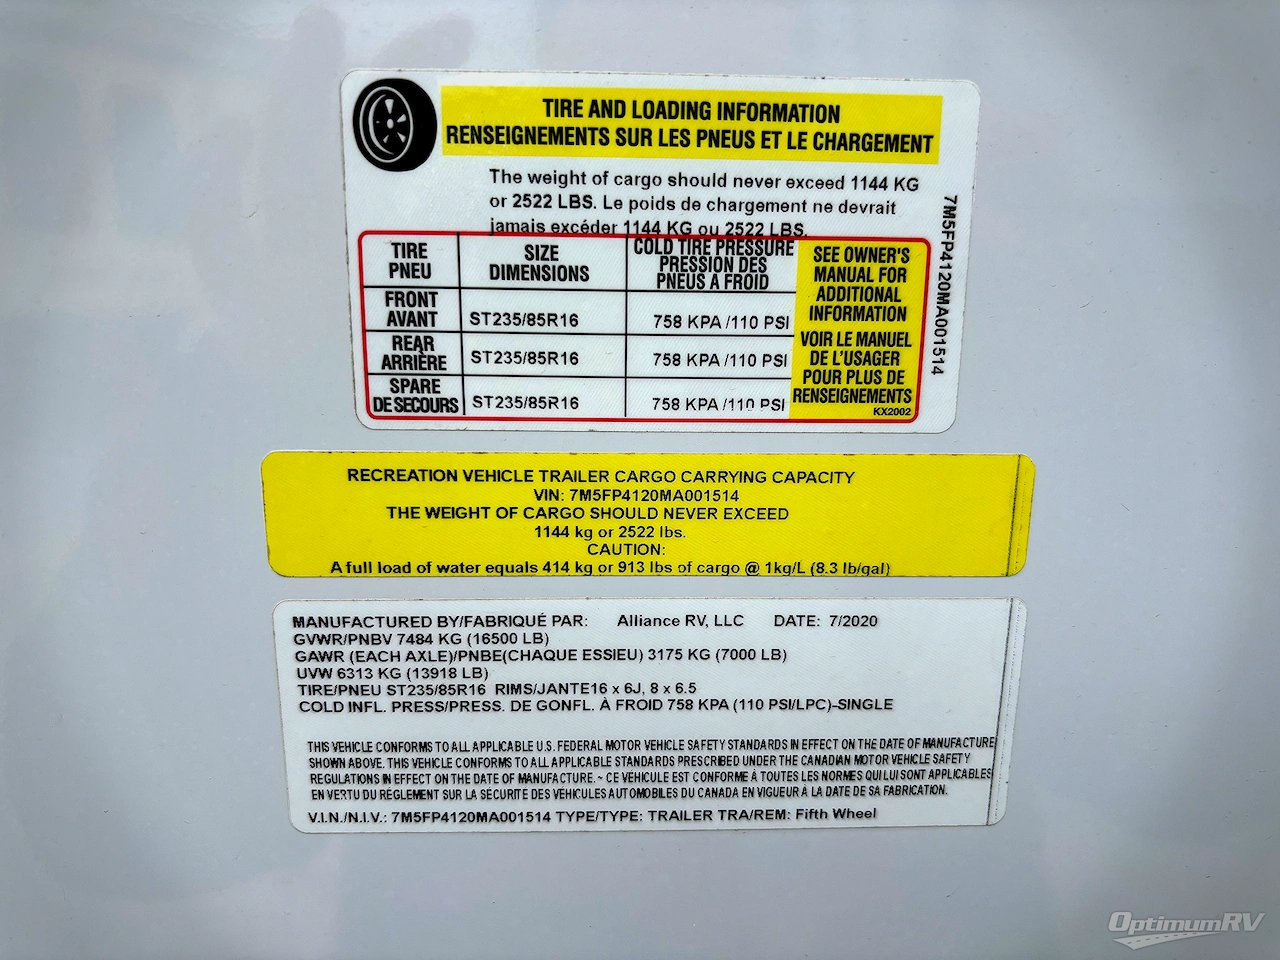 TIRE AND LOADING INFORMATION
RENSEIGNEMENTS SUR LES PNEUS ET LE CHARGEMENT
The weight of cargo should never exceed 1144 KG
or 2522 LBS. Le poids de chargement ne devrait
jamais excéder 1144 KG ou 2522 LBS.
TIRE
PNEU
SIZE
DIMENSIONS
COLD TIRE PRESSURE
PRESSION DES
PNEUS A FROID
FRONT
AVANT
ST235/85R16
758 KPA /110 PSI
REAR
ARRIÈRE
ST235/85R16
758 KPA /110 PSI
SPARE
DE SECOURS
ST235/85R16
758 KPA /110 PSI
SEE OWNER'S
MANUAL FOR
ADDITIONAL
INFORMATION
VOIR LE MANUEL
DE L'USAGER
POUR PLUS DE
RENSEIGNEMENTS
KX2002
7M5FP4120MA001514
RECREATION VEHICLE TRAILER CARGO CARRYING CAPACITY
VIN: 7M5FP4120MA001514
THE WEIGHT OF CARGO SHOULD NEVER EXCEED
1144 kg or 2522 lbs.
CAUTION:
A full load of water equals 414 kg or 913 lbs of cargo @ 1kg/L (8.3 lb/gal)
MANUFACTURED BY/FABRIQUÉ PAR: Alliance RV, LLC DATE: 7/2020
GVWR/PNBV 7484 KG (16500 LB)
GAWR (EACH AXLE)/PNBE(CHAQUE ESSIEU) 3175 KG (7000 LB)
UVW 6313 KG (13918 LB)
TIRE/PNEU ST235/85R16 RIMS/JANTE16 x 6J, 8 x 6.5
COLD INFL. PRESS/PRESS. DE GONFL. À FROID 758 KPA (110 PSI/LPC)-SINGLE
THIS VEHICLE CONFORMS TO ALL APPLICABLE U.S. FEDERAL MOTOR VEHICLE SAFETY STANDARDS IN EFFECT ON THE DATE OF MANUFACTURE
SHOWN ABOVE. THIS VEHICLE CONFORMS TO ALL APPLICABLE STANDARDS PRESCRIBED UNDER THE CANADIAN MOTOR VEHICLE SAFETY
REGULATIONS IN EFFECT ON THE DATE OF MANUFACTURE. ~ CE VÉHICULE EST CONFORME À TOUTES LES NORMES QUI LUI SONT APPLICABLES
EN VERTU DU RÈGLEMENT SUR LA SÉCURITÉ DES VÉHICULES AUTOMOBILES DU CANADA EN VIGUEUR À LA DATE DE SA FABRICATION.
V.I.N./N.I.V.: 7M5FP4120MA001514 TYPE/TYPE: TRAILER TRA/REM: Fifth Wheel
OptimumRV